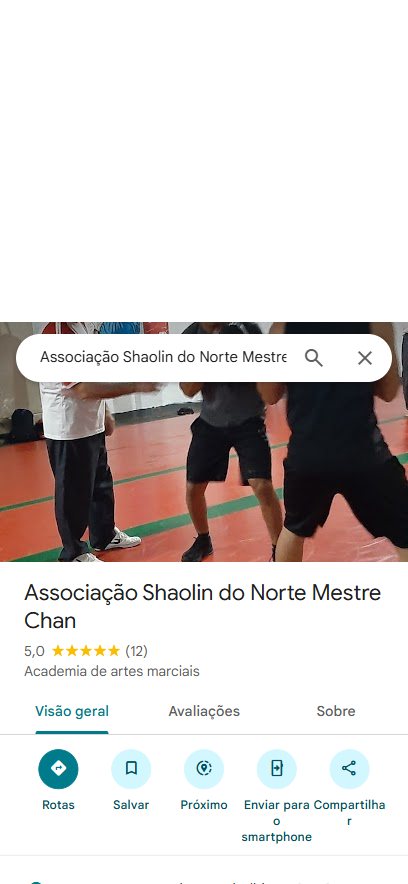 Associação Shaolin do Norte Mestre
Associação Shaolin do Norte Mestre
Chan
5,0 (12)
Academia de artes marciais
Visão geral Avaliações Sobre
Rotas Salvar Próximo Enviar para o smartphone Compartilhar